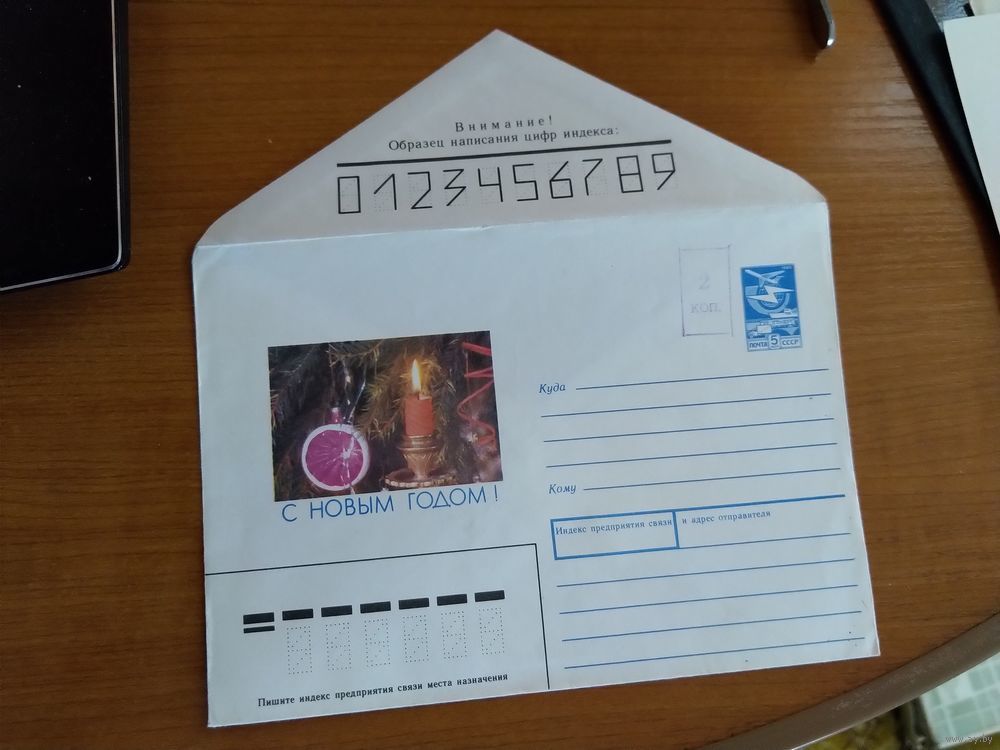 Внимание!
Образец написания цифр индекса:
0123456789
2
коп.
ПОЧТА 5 СССР
Куда
Кому
С НОВЫМ ГОДОМ!
Индекс предприятия связи и адрес отправителя
Пишите индекс предприятия связи места назначения